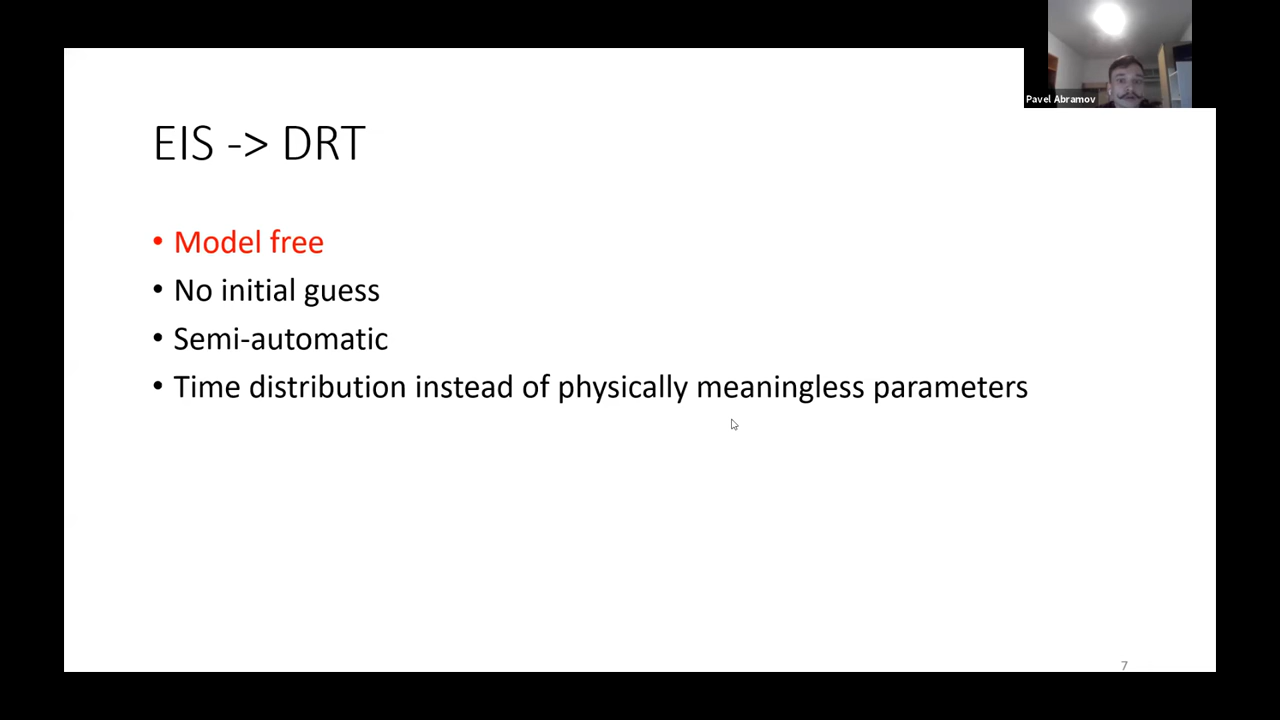 Pavel Abramov
EIS -> DRT
• Model free
• No initial guess
• Semi-automatic
• Time distribution instead of physically meaningless parameters
7